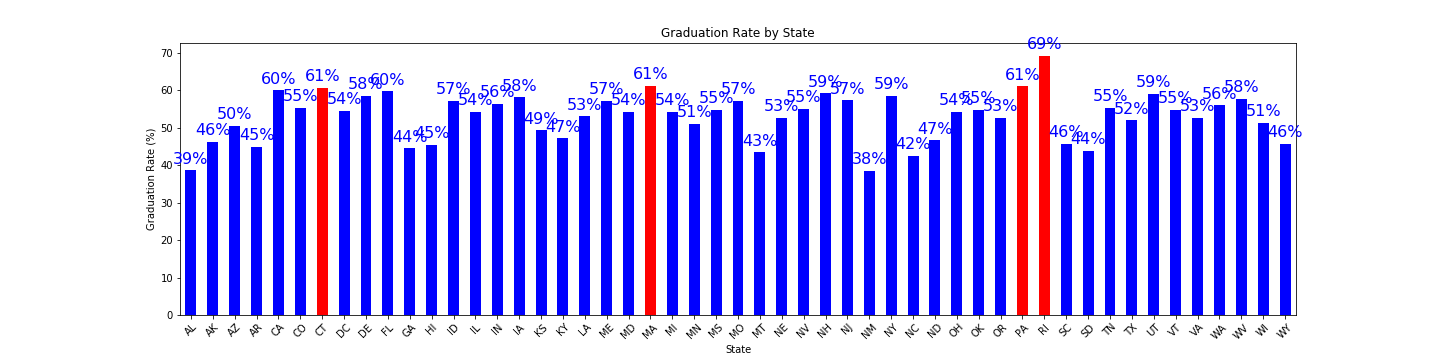 Graduation Rate by State
Graduation Rate (%)
70
60
50
40
30
20
10
0
39% 46% 50% 45% 60% 55% 61% 54% 58% 60% 44% 45% 57% 54% 56% 58% 49% 47% 53% 57% 54% 61% 54% 51% 55% 57% 43% 53% 55% 59% 57% 38% 59% 42% 47% 54% 55% 53% 61% 69% 46% 44% 55% 52% 59% 55% 53% 56% 58% 51% 46%
AL AK AZ AR CA CO CT DC DE FL GA HI ID IL IN IA KS KY LA ME MD MA MI MN MS MO MT NE NV NH NJ NM NY NC ND OH OK OR PA RI SC SD TN TX UT VT VA WA WV WI WY
State